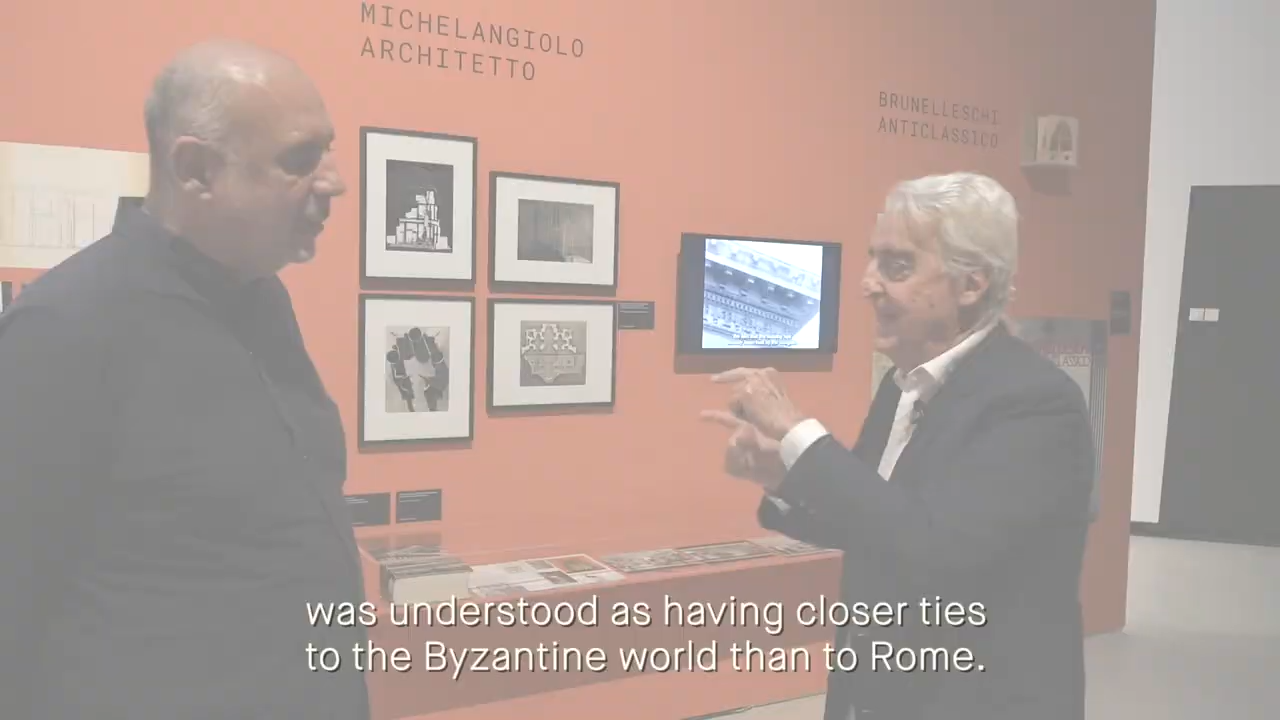 MICHELANGIOLO
ARCHITETTO
BRUNELLESCHI
ANTICLASSICO
was understood as having closer ties
to the Byzantine world than to Rome.